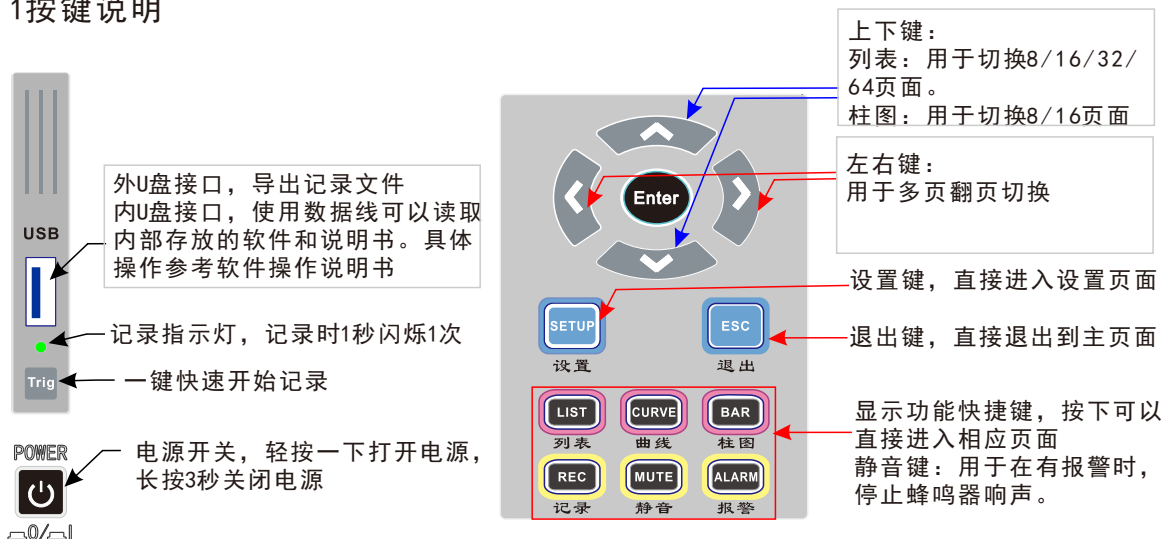 1按键说明
上下键：
列表：用于切换8/16/32/
64页面。
柱图：用于切换8/16页面
左右键：
用于多页翻页切换
外U盘接口，导出记录文件
内U盘接口，使用数据线可以读取
内部存放的软件和说明书。具体
操作参考软件操作说明书
USB
Enter
设置键，直接进入设置页面
记录指示灯，记录时1秒闪烁1次
SETUP
ESC
退出键，直接退出到主页面
设置
退出
Trig
一键快速开始记录
LIST
CURVE
BAR
列表
曲线
柱图
显示功能快捷键，按下可以
直接进入相应页面
静音键：用于在有报警时，
停止蜂鸣器响声。
POWER
电源开关，轻按一下打开电源，
长按3秒关闭电源
REC
MUTE
ALARM
记录
静音
报警